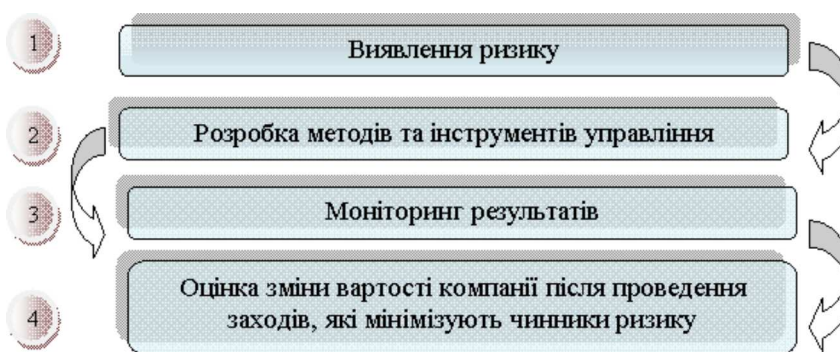 1
Виявлення ризику
2
Розробка методів та інструментів управління
3
Моніторинг результатів
4
Оцінка зміни вартості компанії після проведення
заходів, які мінімізують чинники ризику